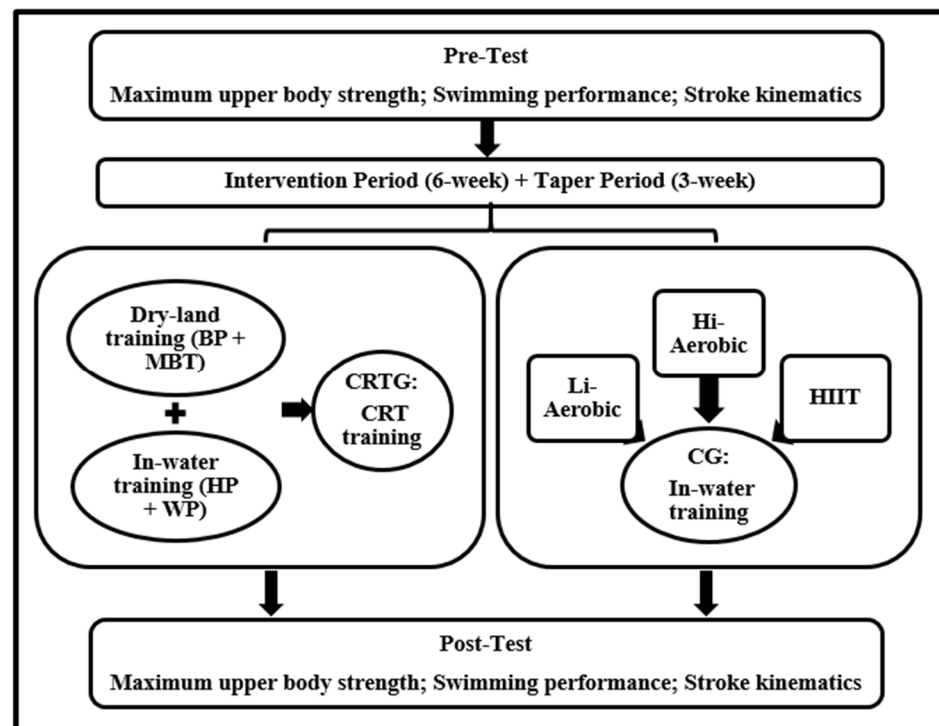 Pre-Test
Maximum upper body strength; Swimming performance; Stroke kinematics
Intervention Period (6-week) + Taper Period (3-week)
Dry-land
training (BP +
MBT)
+
In-water
training (HP
+ WP)
CRTG:
CRT
training
Hi-
Aerobic
Li-
Aerobic
HIIT
CG:
In-water
training
Post-Test
Maximum upper body strength; Swimming performance; Stroke kinematics